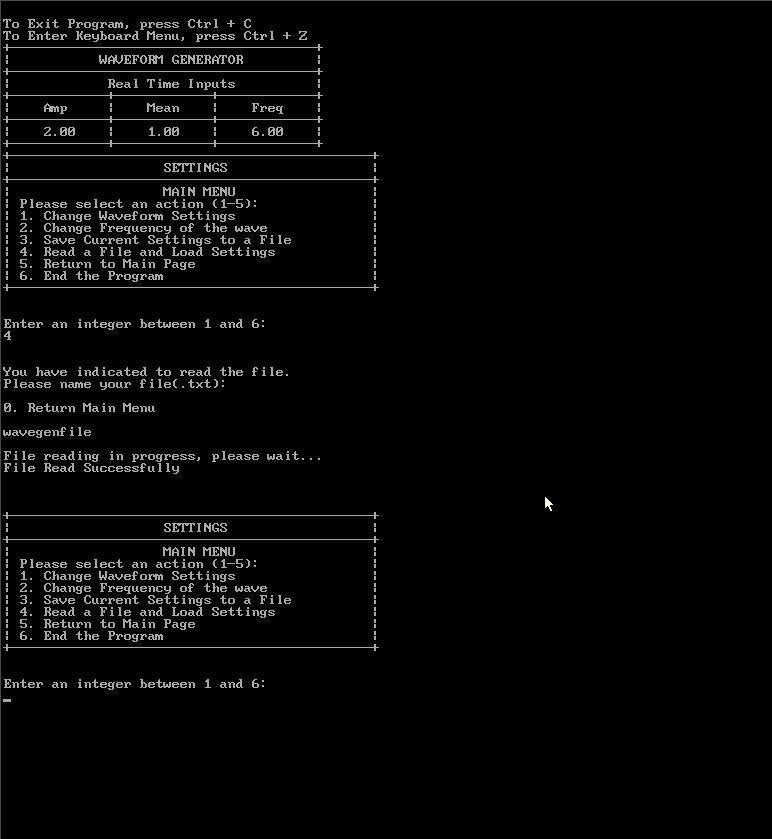 To Exit Program, press Ctrl + C
To Enter Keyboard Menu, press Ctrl + Z
WAVEFORM GENERATOR
Real Time Inputs
Amp Mean Freq
2.00 1.00 6.00
SETTINGS
MAIN MENU
Please select an action (1-5):
1. Change Waveform Settings
2. Change Frequency of the wave
3. Save Current Settings to a File
4. Read a File and Load Settings
5. Return to Main Page
6. End the Program
Enter an integer between 1 and 6:
4
You have indicated to read the file.
Please name your file(.txt):
0. Return Main Menu
wavegenfile
File reading in progress, please wait...
File Read Successfully
SETTINGS
MAIN MENU
Please select an action (1-5):
1. Change Waveform Settings
2. Change Frequency of the wave
3. Save Current Settings to a File
4. Read a File and Load Settings
5. Return to Main Page
6. End the Program
Enter an integer between 1 and 6: